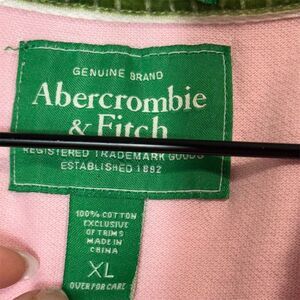 GENUINE BRAND
Abercrombie
& Fitch
REGISTERED TRADEMARK GOODS
ESTABLISHED 1892
100% COTTON
EXCLUSIVE
OF TRIMS
MADE IN
CHINA
XL
OVER FOR CARE